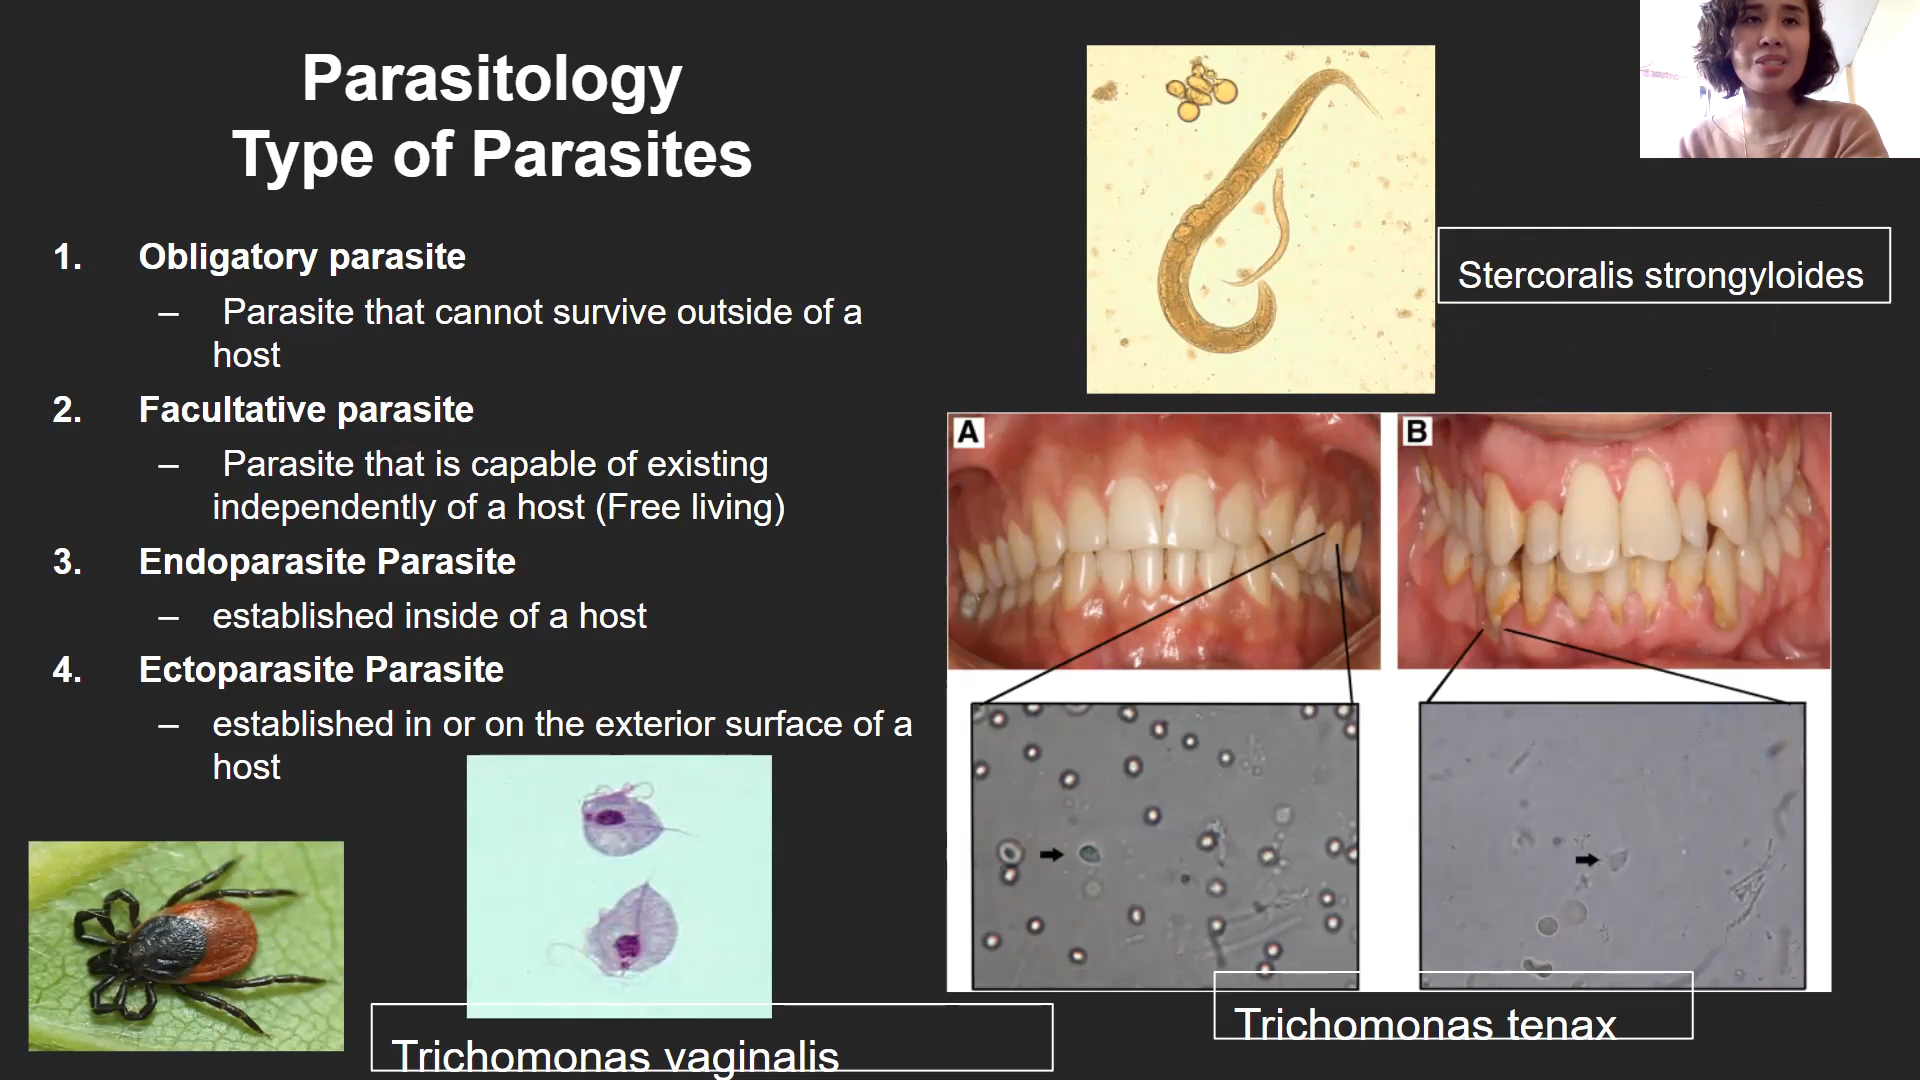 Parasitology
Type of Parasites
1. Obligatory parasite
– Parasite that cannot survive outside of a
host
2. Facultative parasite
– Parasite that is capable of existing
independently of a host (Free living)
3. Endoparasite Parasite
– established inside of a host
4. Ectoparasite Parasite
– established in or on the exterior surface of a
host
Stercoralis strongyloides
A
B
Trichomonas tenax
Trichomonas vaginalis